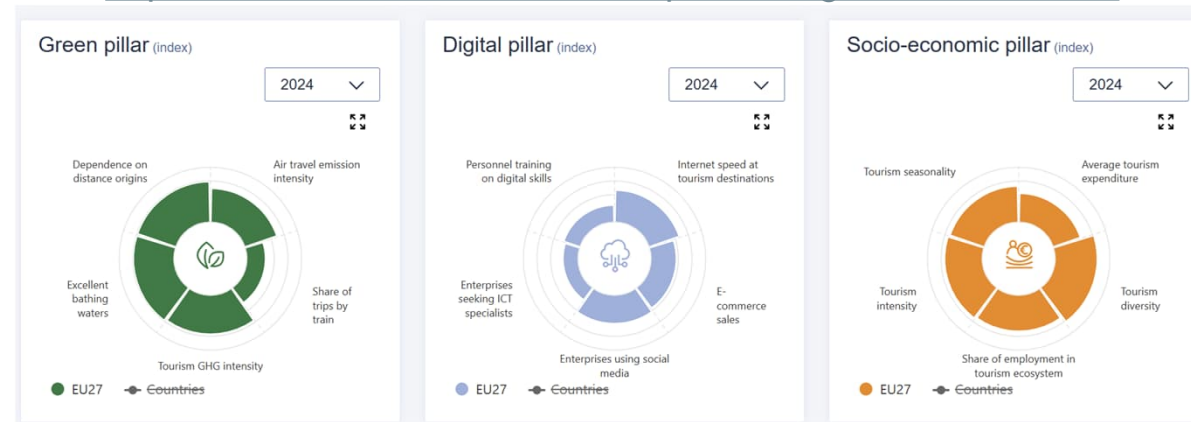 Green pillar (index)
2024
Dependence on
distance origins
Air travel emission
intensity
Excellent
bathing
waters
Share of
trips by
train
Tourism GHG intensity
EU27
Countries
Digital pillar (index)
2024
Personnel training
on digital skills
Internet speed at
tourism destinations
Enterprises
seeking ICT
specialists
E-
commerce
sales
Enterprises using social
media
EU27
Countries
Socio-economic pillar (index)
2024
Tourism seasonality
Average tourism
expenditure
Tourism
intensity
Tourism
diversity
Share of employment in
tourism ecosystem
EU27
Countries